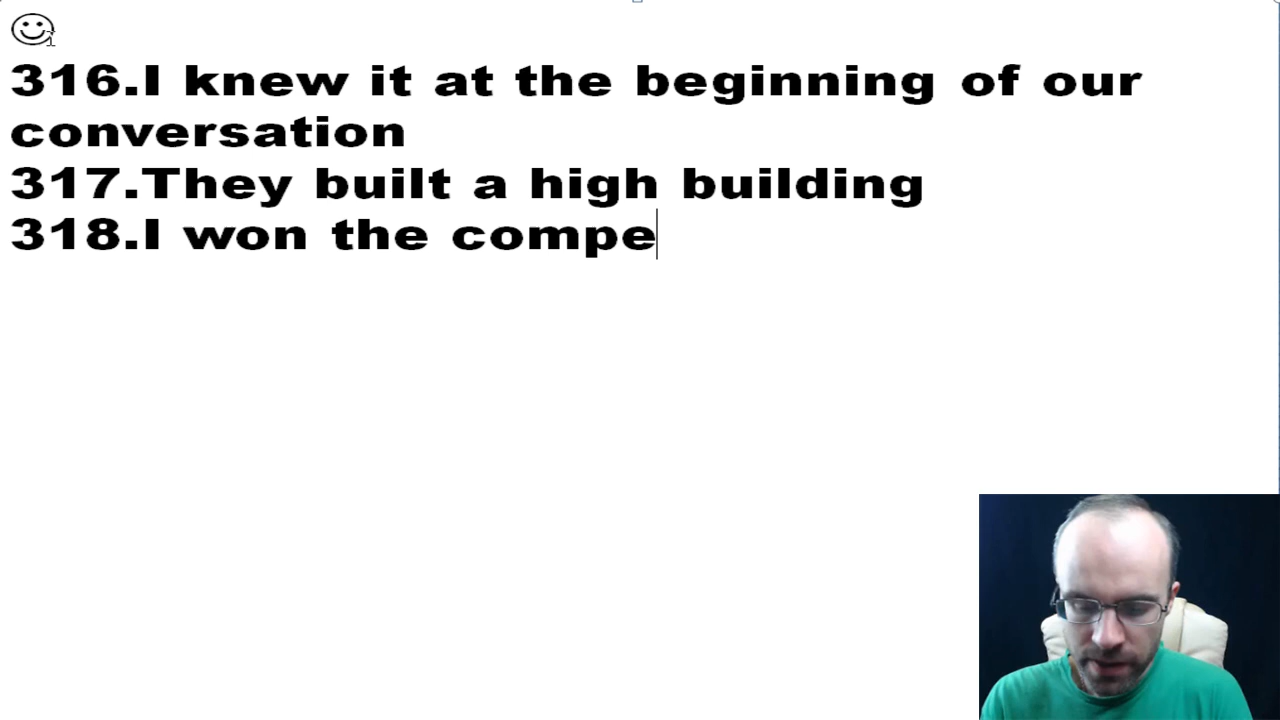 316.I knew it at the beginning of our
conversation
317.They built a high building
318.I won the compe